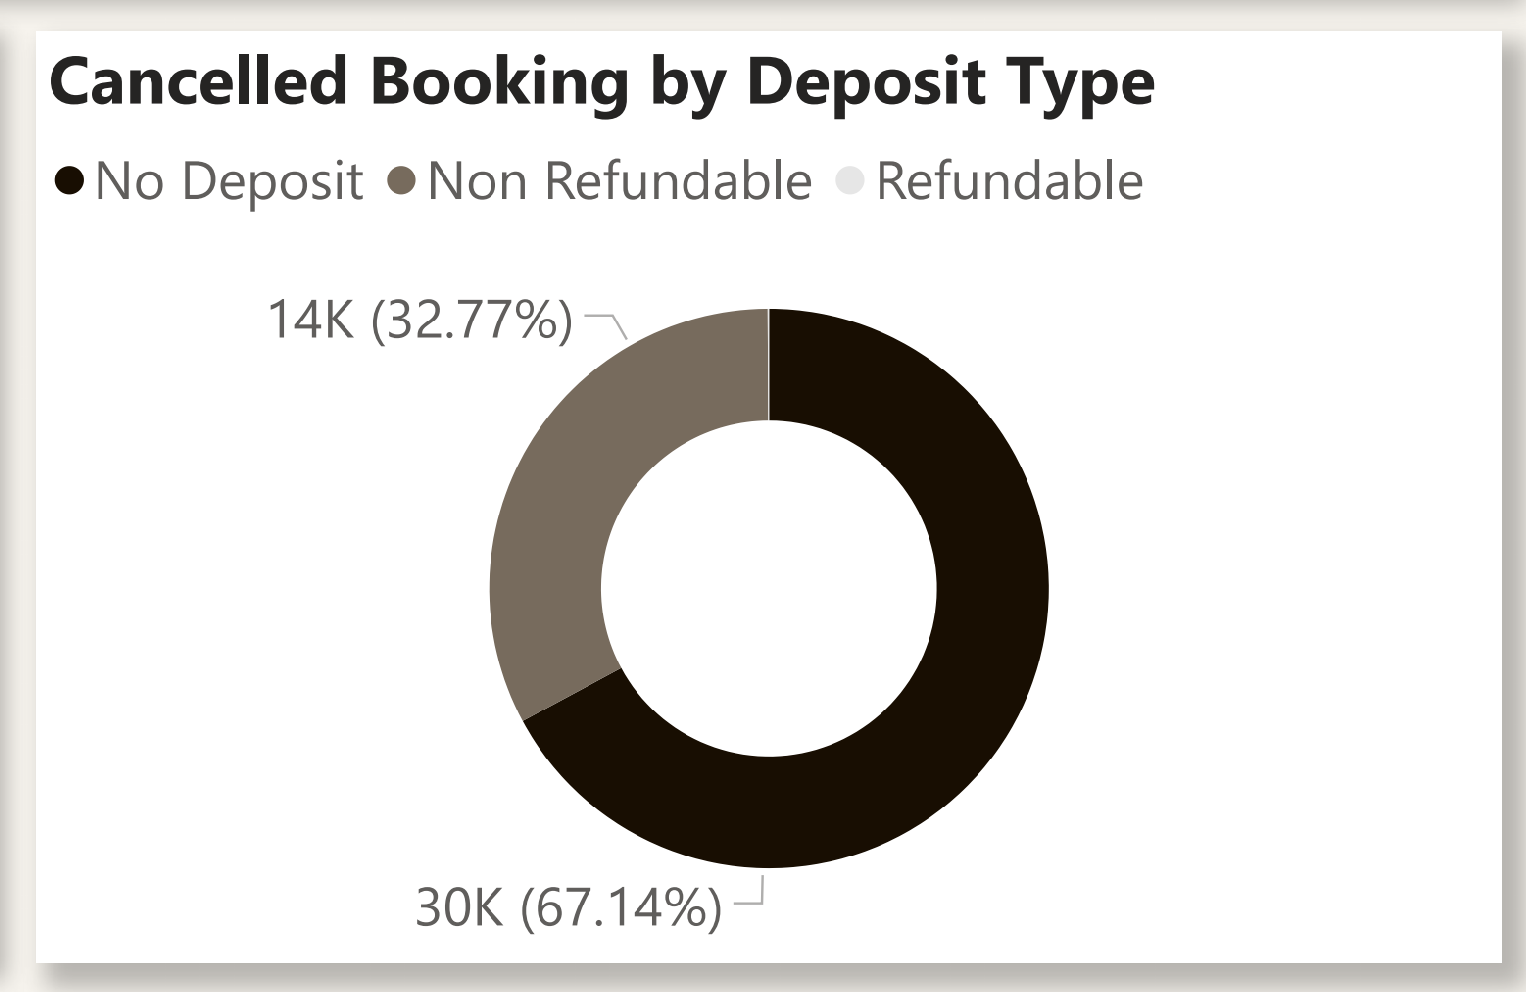 Cancelled Booking by Deposit Type
No Deposit Non Refundable Refundable
14K (32.77%)
30K (67.14%)